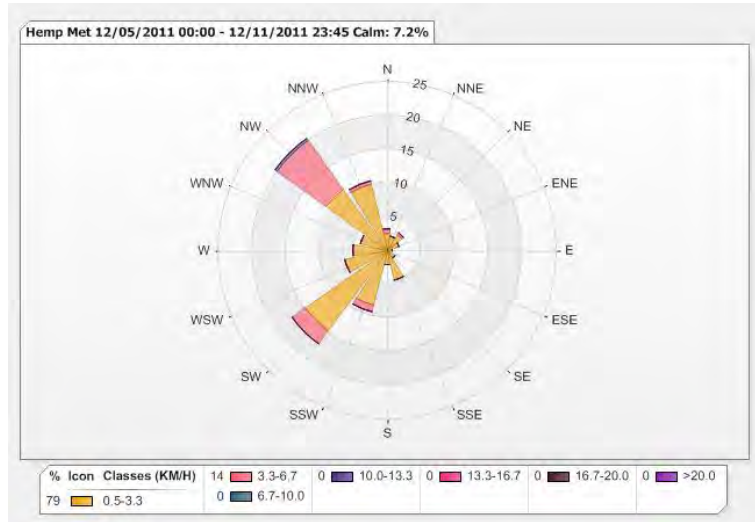 Hemp Met 12/05/2011 00:00 - 12/11/2011 23:45 Calm: 7.2%
N
NNW
25
NNE
20
NW
NE
15
WNW
10
ENE
5
W
E
WSW
ESE
SW
SE
SSW
SSE
S
% Icon Classes (KM/H) 14 3.3-6.7 0 10.0-13.3 0 13.3-16.7 0 16.7-20.0 0 >20.0
79 0.5-3.3 0 6.7-10.0